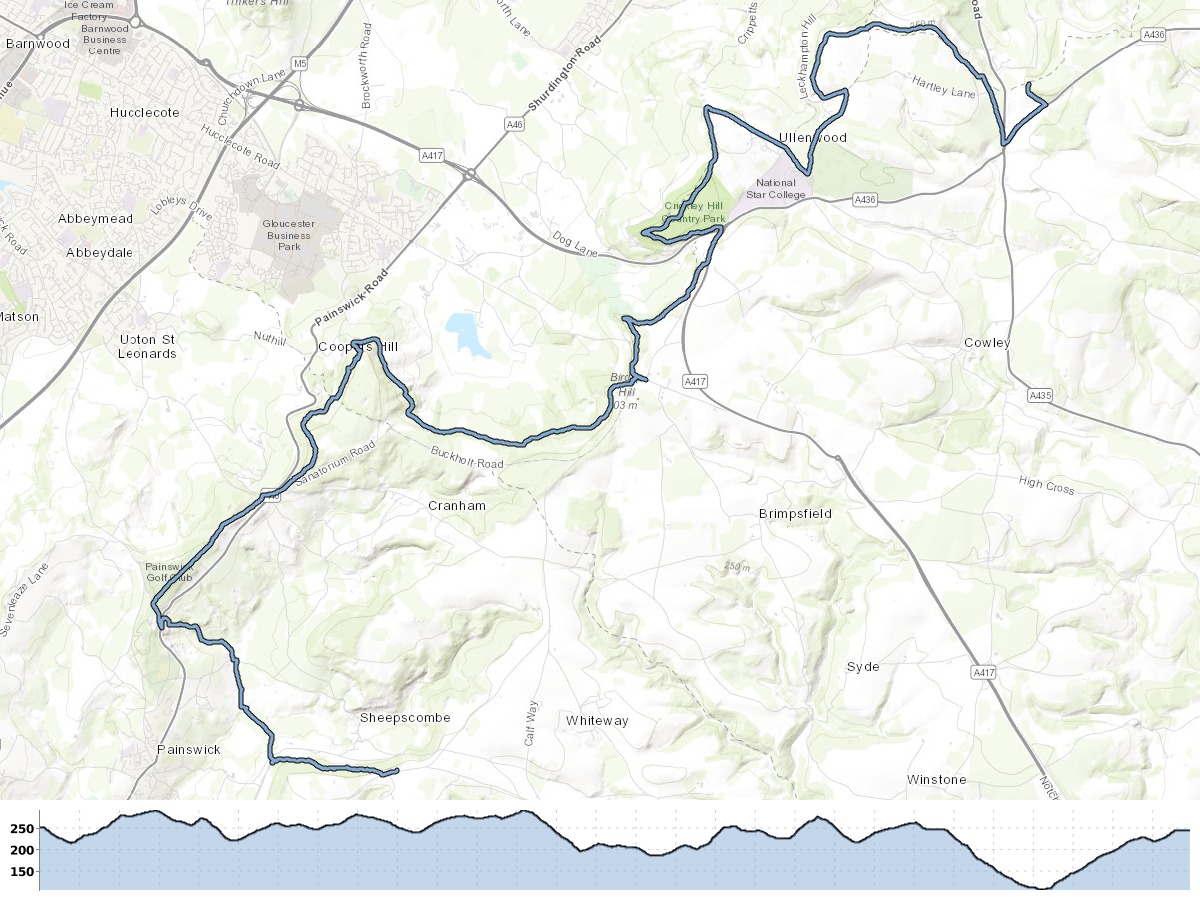 Tinkers Hill
Ice Cream
Factory
Barnwood
Business
Centre
Barnwood
M5
Churchdown Lane
Brockworth Road
Hucclecote
Hucclecote Road
A417
A46
Shurdington Road
orth Lane
Crippetts
Leckhampton Hill
250 m
oad
A436
Hartley Lane
Ullenwood
National
Star College
A436
Crickley Hill
Country Park
Lobleys Drive
Abbeymead
Abbeydale
Gloucester
Business
Park
Dog Lane
Painswick Road
Matson
Upton St
Leonards
Nuthill
Coopers Hill
Cowley
A417
A435
Hill
03 m
Sanatorium Road
Buckholt Road
Cranham
High Cross
Brimpsfield
250 m
Painswick
Golf Club
Sevenleaze Lane
Syde
A417
Sheepscombe
Calf Way
Whiteway
Painswick
Winstone
250
200
150